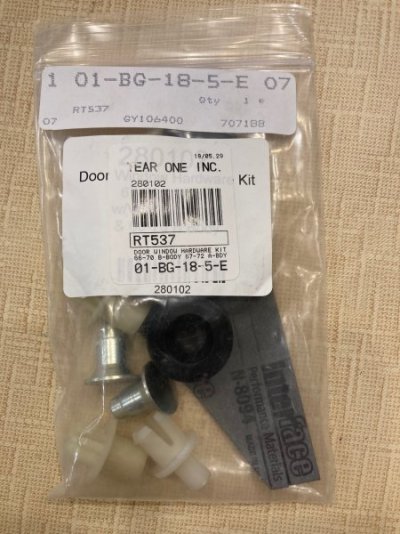 1 01-BG-18-5-E 07
Qty 1
RT537
07 GY106400 707188
280102
Door Kit
19/05.29
YEAR ONE INC.
280102
RT537
DOOR WINDOW HARDWARE KIT
66-70 B-BODY 67-72 A-BDY
01-BG-18-5-E
280102
Interface
Performance Materials
N-8094